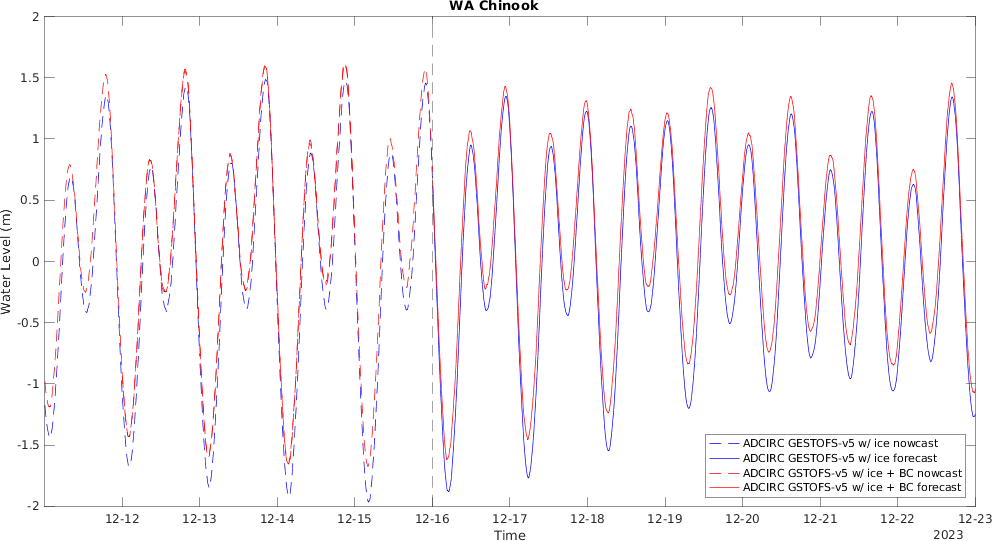 WA Chinook
2
1.5
1
0.5
0
-0.5
-1
-1.5
-2
Water Level (m)
12-12 12-13 12-14 12-15 12-16 12-17 12-18 12-19 12-20 12-21 12-22 12-23
Time
2023
ADCIRC GESTOFS-v5 w/ ice nowcast
ADCIRC GESTOFS-v5 w/ ice forecast
ADCIRC GSTOFS-v5 w/ ice + BC nowcast
ADCIRC GSTOFS-v5 w/ ice + BC forecast